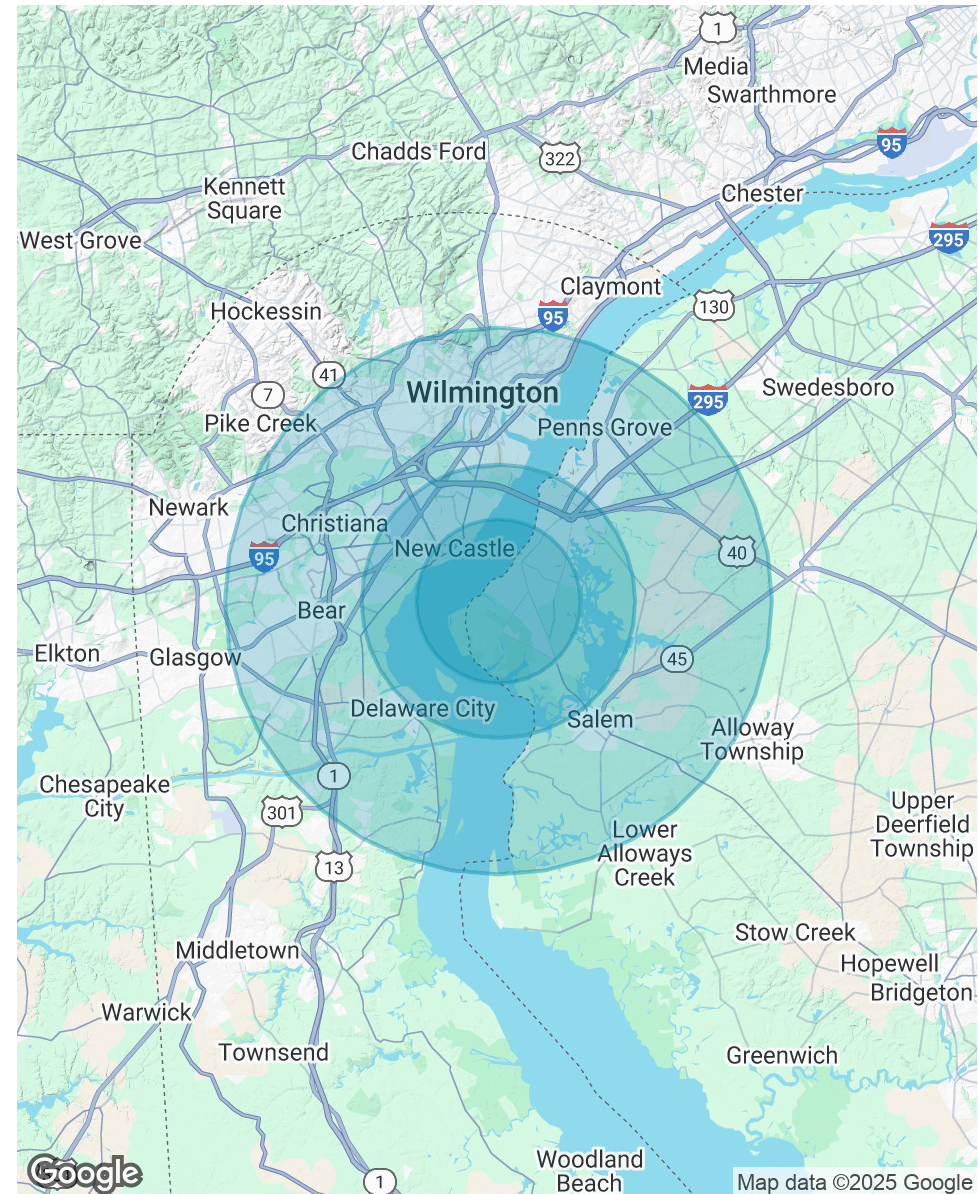 1
Media
Swarthmore
95
Chadds Ford
322
Kennett
Square
Chester
West Grove
295
Claymont
Hockessin
130
95
41
Swedesboro
7
Wilmington
295
Pike Creek
Penns Grove
Newark
Christiana
New Castle
95
40
Bear
Elkton
Glasgow
45
Delaware City
Salem
Alloway
Township
1
Chesapeake
City
301
Upper
Deerfield
Township
Lower
Alloways
Creek
13
Stow Creek
Middletown
Hopewell
Bridgeton
Warwick
Townsend
Greenwich
Woodland
Beach
Google
1
Map data ©2025 Google